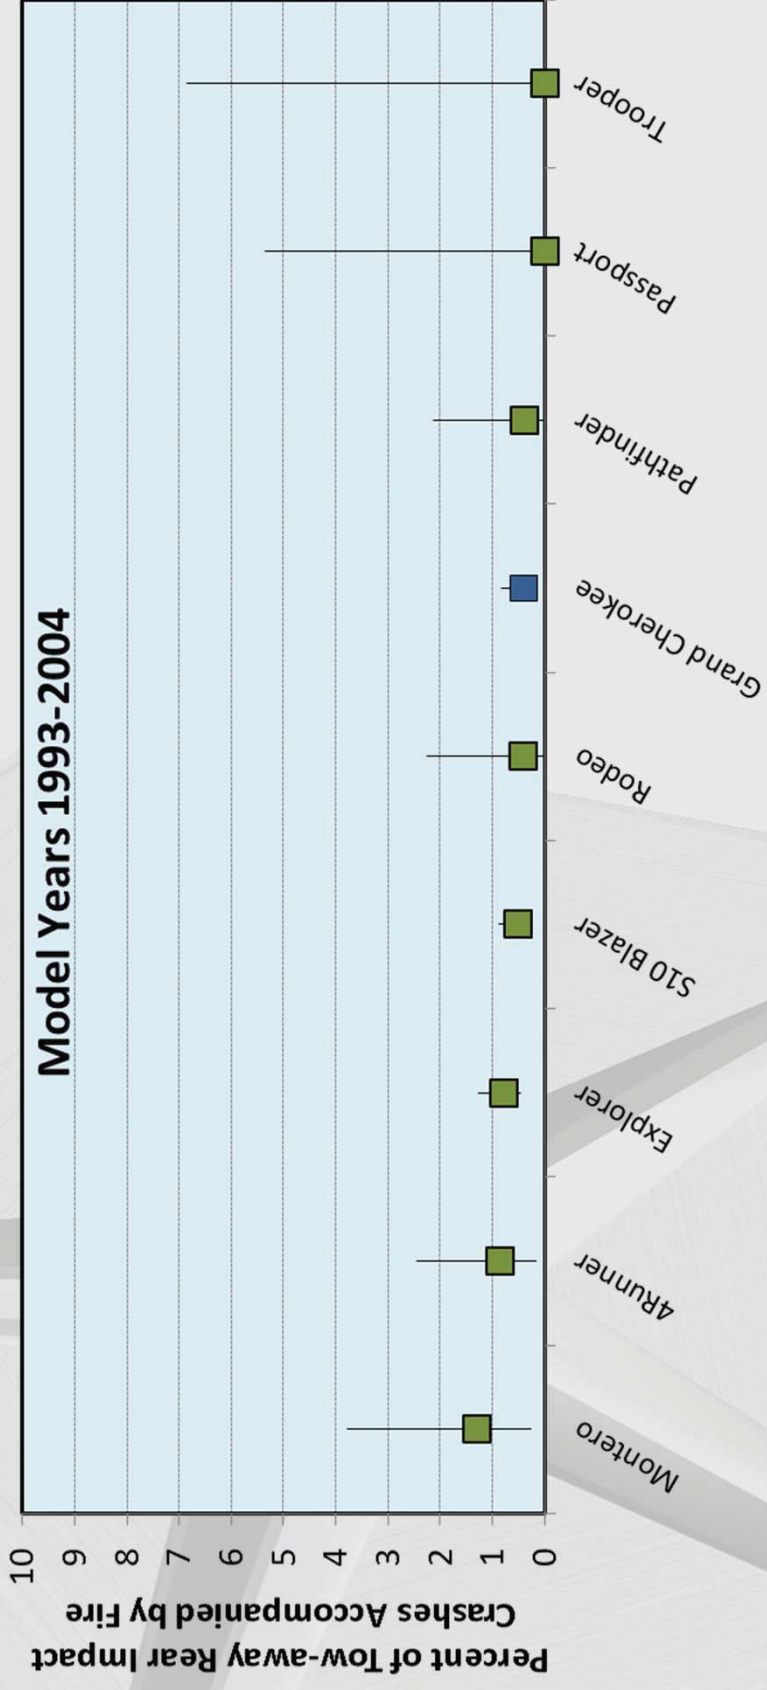 Model Years 1993-2004
Percent of Tow-away Rear Impact
Crashes Accompanied by Fire
10
9
8
7
6
5
4
3
2
1
0
Montero
4Runner
Explorer
S10 Blazer
Rodeo
Grand Cherokee
Pathfinder
Passport
Trooper